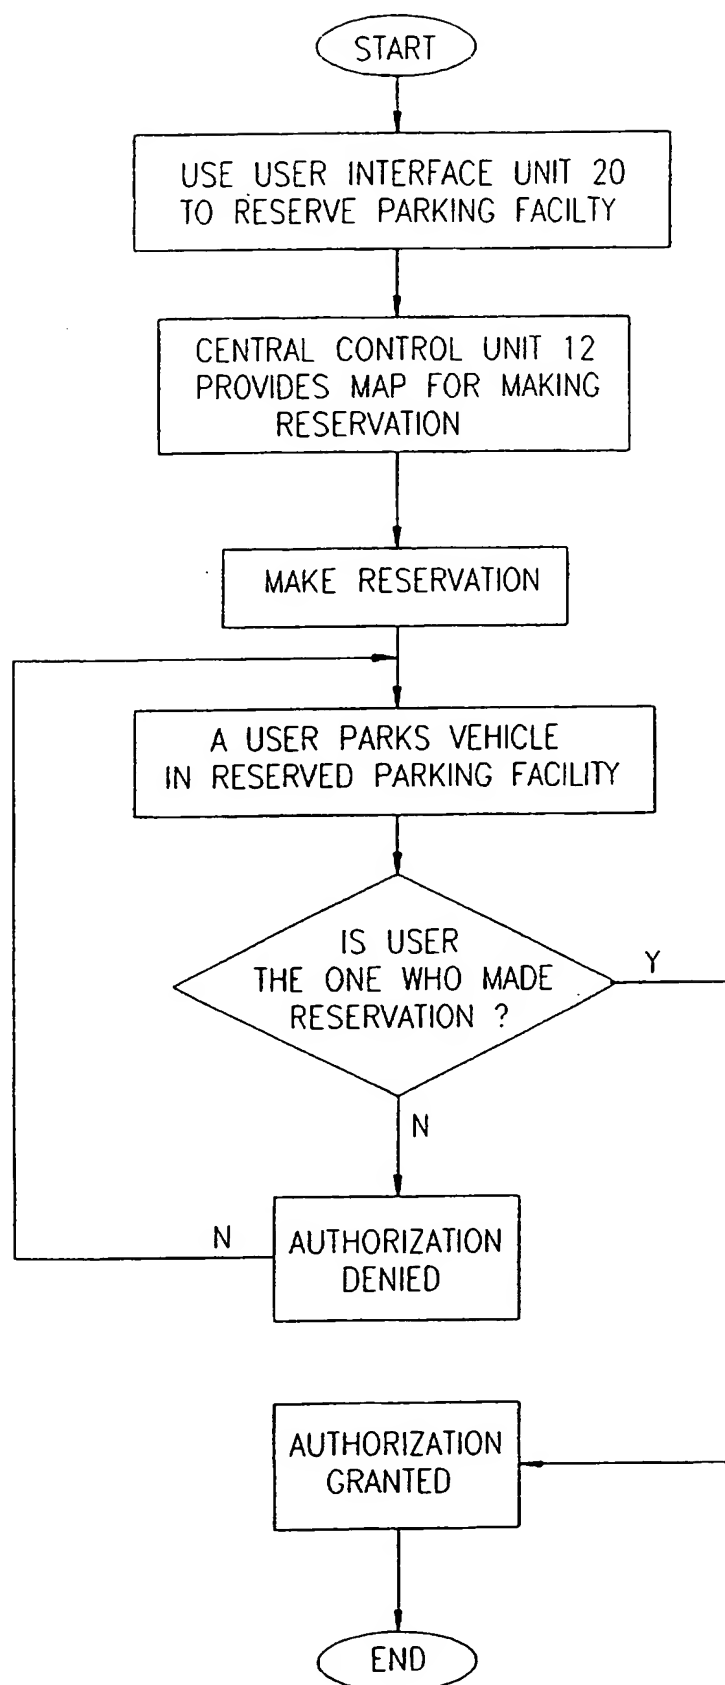 START
USE USER INTERFACE UNIT 20
TO RESERVE PARKING FACILTY
CENTRAL CONTROL UNIT 12
PROVIDES MAP FOR MAKING
RESERVATION
MAKE RESERVATION
A USER PARKS VEHICLE
IN RESERVED PARKING FACILITY
IS USER
THE ONE WHO MADE
RESERVATION ?
Y
N
N
AUTHORIZATION
DENIED
AUTHORIZATION
GRANTED
END